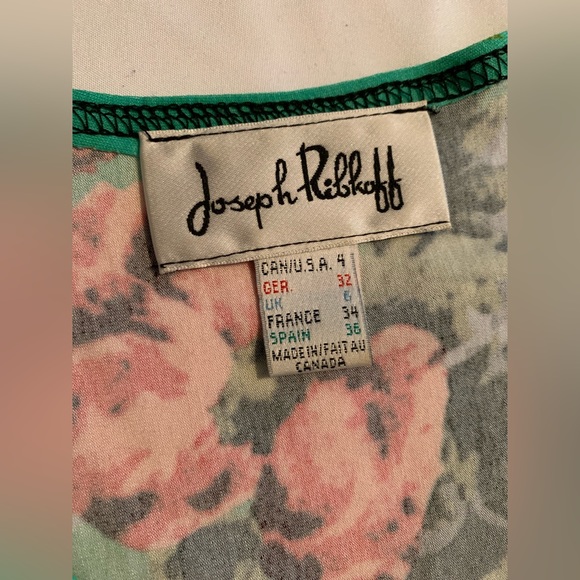 Joseph Ribkoff
CAN/U.S.A. 4
GER. 32
UK 6
FRANCE 34
SPAIN 36
MADE IN/FAIT AU
CANADA